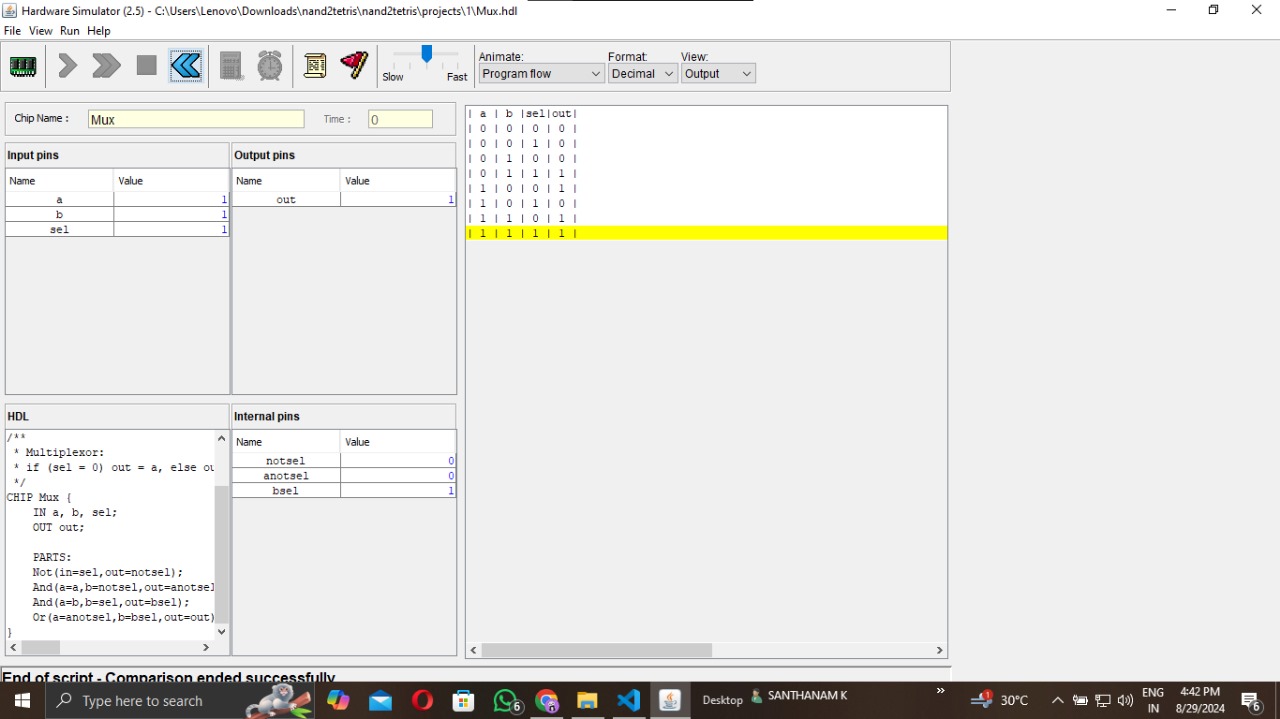 Hardware Simulator (2.5) - C:\Users\Lenovo\Downloads\nand2tetris\nand2tetris\projects\1\Mux.hdl
File View Run Help
Slow Fast
Animate: Format: View:
Program flow Decimal Output
Chip Name : Mux Time : 0
Input pins
Name Value
a 1
b 1
sel 1
Output pins
Name Value
out 1
| a | b |sel|out|
| 0 | 0 | 0 | 0 |
| 0 | 0 | 1 | 0 |
| 0 | 1 | 0 | 0 |
| 0 | 1 | 1 | 1 |
| 1 | 0 | 0 | 1 |
| 1 | 0 | 1 | 0 |
| 1 | 1 | 0 | 1 |
| 1 | 1 | 1 | 1 |
HDL
/**
* Multiplexor:
* if (sel = 0) out = a, else ou
*/
CHIP Mux {
IN a, b, sel;
OUT out;
PARTS:
Not(in=sel,out=notsel);
And(a=a,b=notsel,out=anotsel
And(a=b,b=sel,out=bsel);
Or(a=anotsel,b=bsel,out=out)
}
Internal pins
Name Value
notsel 0
anotsel 0
bsel 1
End of script - Comparison ended successfully
Type here to search
6
Desktop
SANTHANAM K
»
1
30°C
ENG
IN
4:42 PM
8/29/2024
6